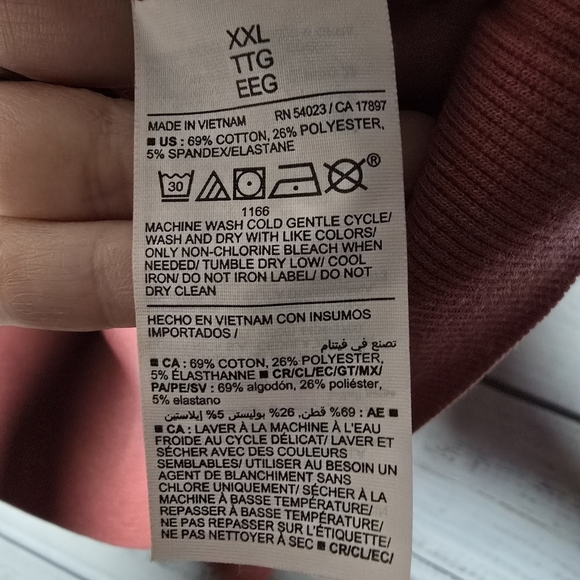 XXL
TTG
EEG
MADE IN VIETNAM RN 54023 / CA 17897
■ US : 69% COTTON, 26% POLYESTER,
5% SPANDEX/ELASTANE
30 ®
1166
MACHINE WASH COLD GENTLE CYCLE/
WASH AND DRY WITH LIKE COLORS/
ONLY NON-CHLORINE BLEACH WHEN
NEEDED/ TUMBLE DRY LOW/ COOL
IRON/ DO NOT IRON LABEL/ DO NOT
DRY CLEAN
HECHO EN VIETNAM CON INSUMOS
IMPORTADOS /
تصنع في فيتنام
■ CA : 69% COTON, 26% POLYESTER,
5% ÉLASTHANNE ■ CR/CL/EC/GT/MX/
PA/PE/SV : 69% algodón, 26% poliéster,
5% elastano
■ AE : 69% قطن, 26% بوليستر, 5% إيلاستين
■ CA : LAVER À LA MACHINE À L'EAU
FROIDE AU CYCLE DÉLICAT/ LAVER ET
SÉCHER AVEC DES COULEURS
SEMBLABLES/ UTILISER AU BESOIN UN
AGENT DE BLANCHIMENT SANS
CHLORE UNIQUEMENT/ SÉCHER À LA
MACHINE À BASSE TEMPÉRATURE/
REPASSER À BASSE TEMPÉRATURE/
NE PAS REPASSER SUR L'ÉTIQUETTE/
NE PAS NETTOYER À SEC ■ CR/CL/EC/